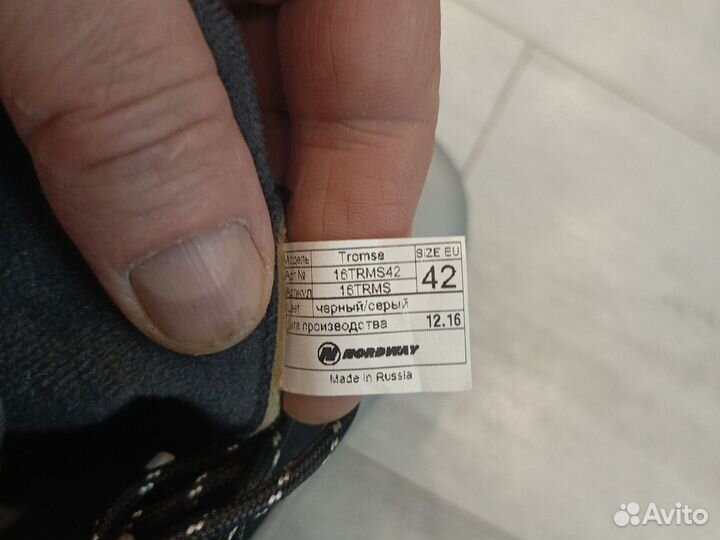 Модель Tromse SIZE EU
Арт № 16TRMS42 42
Артикул 16TRMS
Цвет черный/серый
Дата производства 12.16
NORDWAY
Made in Russia
Avito